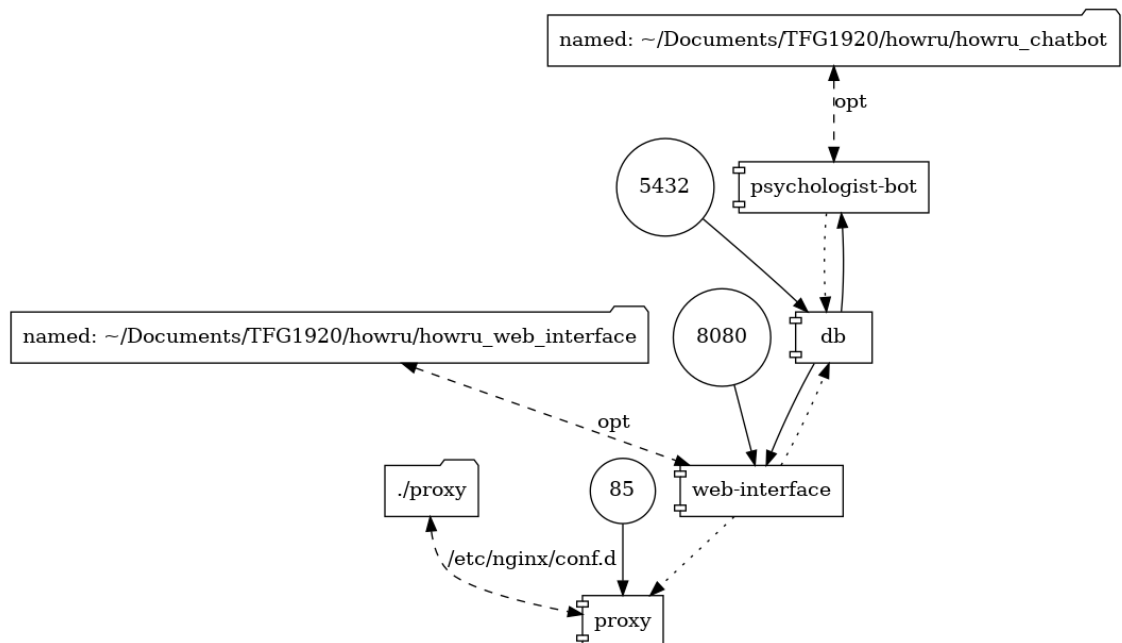 named: ~/Documents/TFG1920/howru/howru_chatbot
opt
5432
psychologist-bot
named: ~/Documents/TFG1920/howru/howru_web_interface
8080
db
opt
./proxy
85
web-interface
/etc/nginx/conf.d
proxy